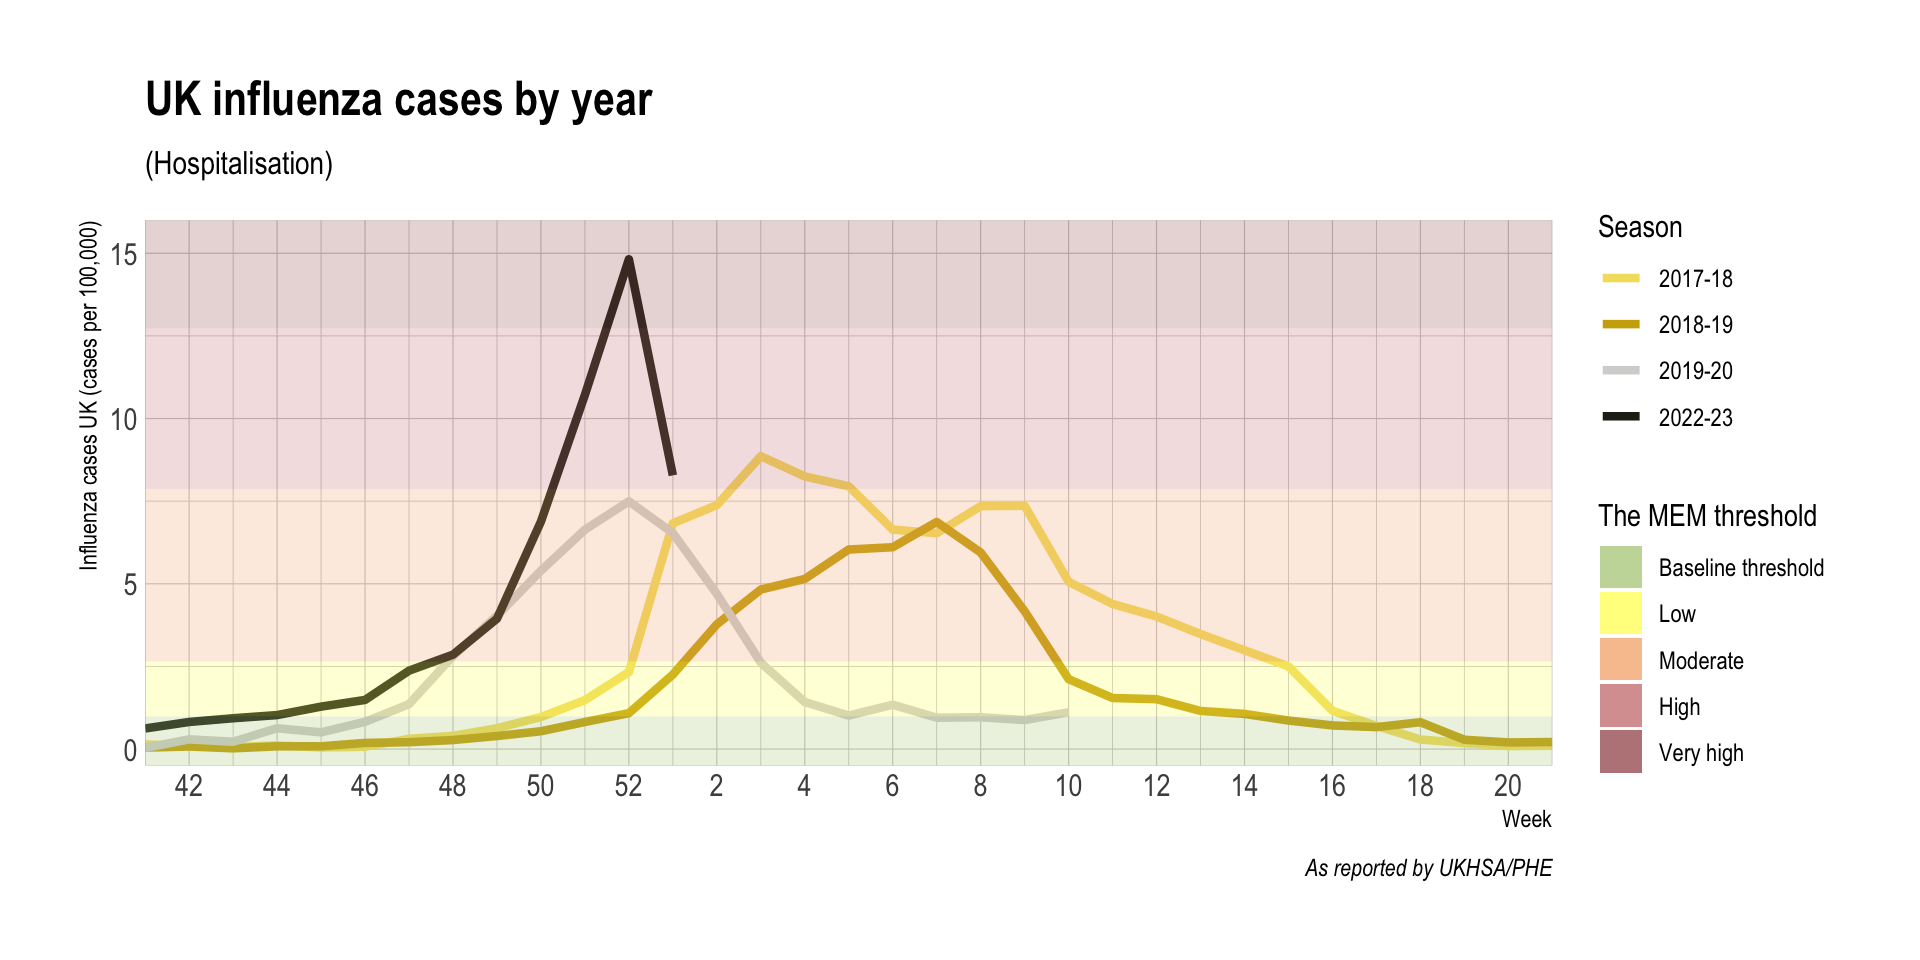 UK influenza cases by year
(Hospitalisation)
Influenza cases UK (cases per 100,000)
15
10
5
0
42 44 46 48 50 52 2 4 6 8 10 12 14 16 18 20
Week
As reported by UKHSA/PHE
Season
2017-18
2018-19
2019-20
2022-23
The MEM threshold
Baseline threshold
Low
Moderate
High
Very high